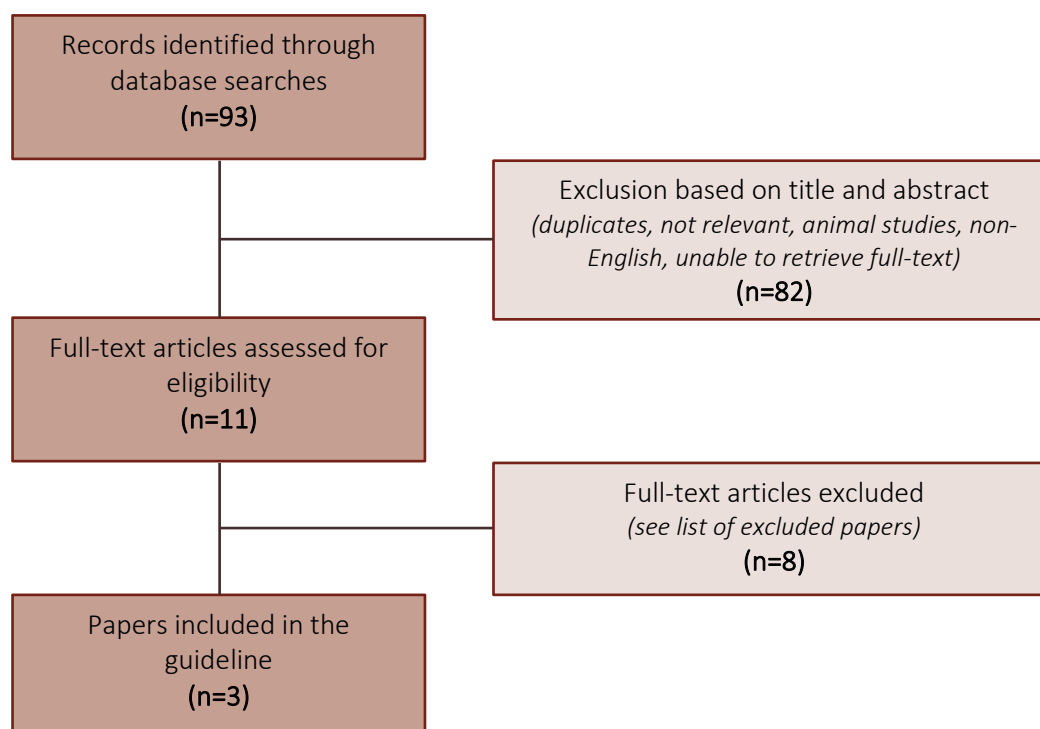 Records identified through
database searches
(n=93)
Exclusion based on title and abstract
(duplicates, not relevant, animal studies, non-
English, unable to retrieve full-text)
(n=82)
Full-text articles assessed for
eligibility
(n=11)
Full-text articles excluded
(see list of excluded papers)
(n=8)
Papers included in the
guideline
(n=3)